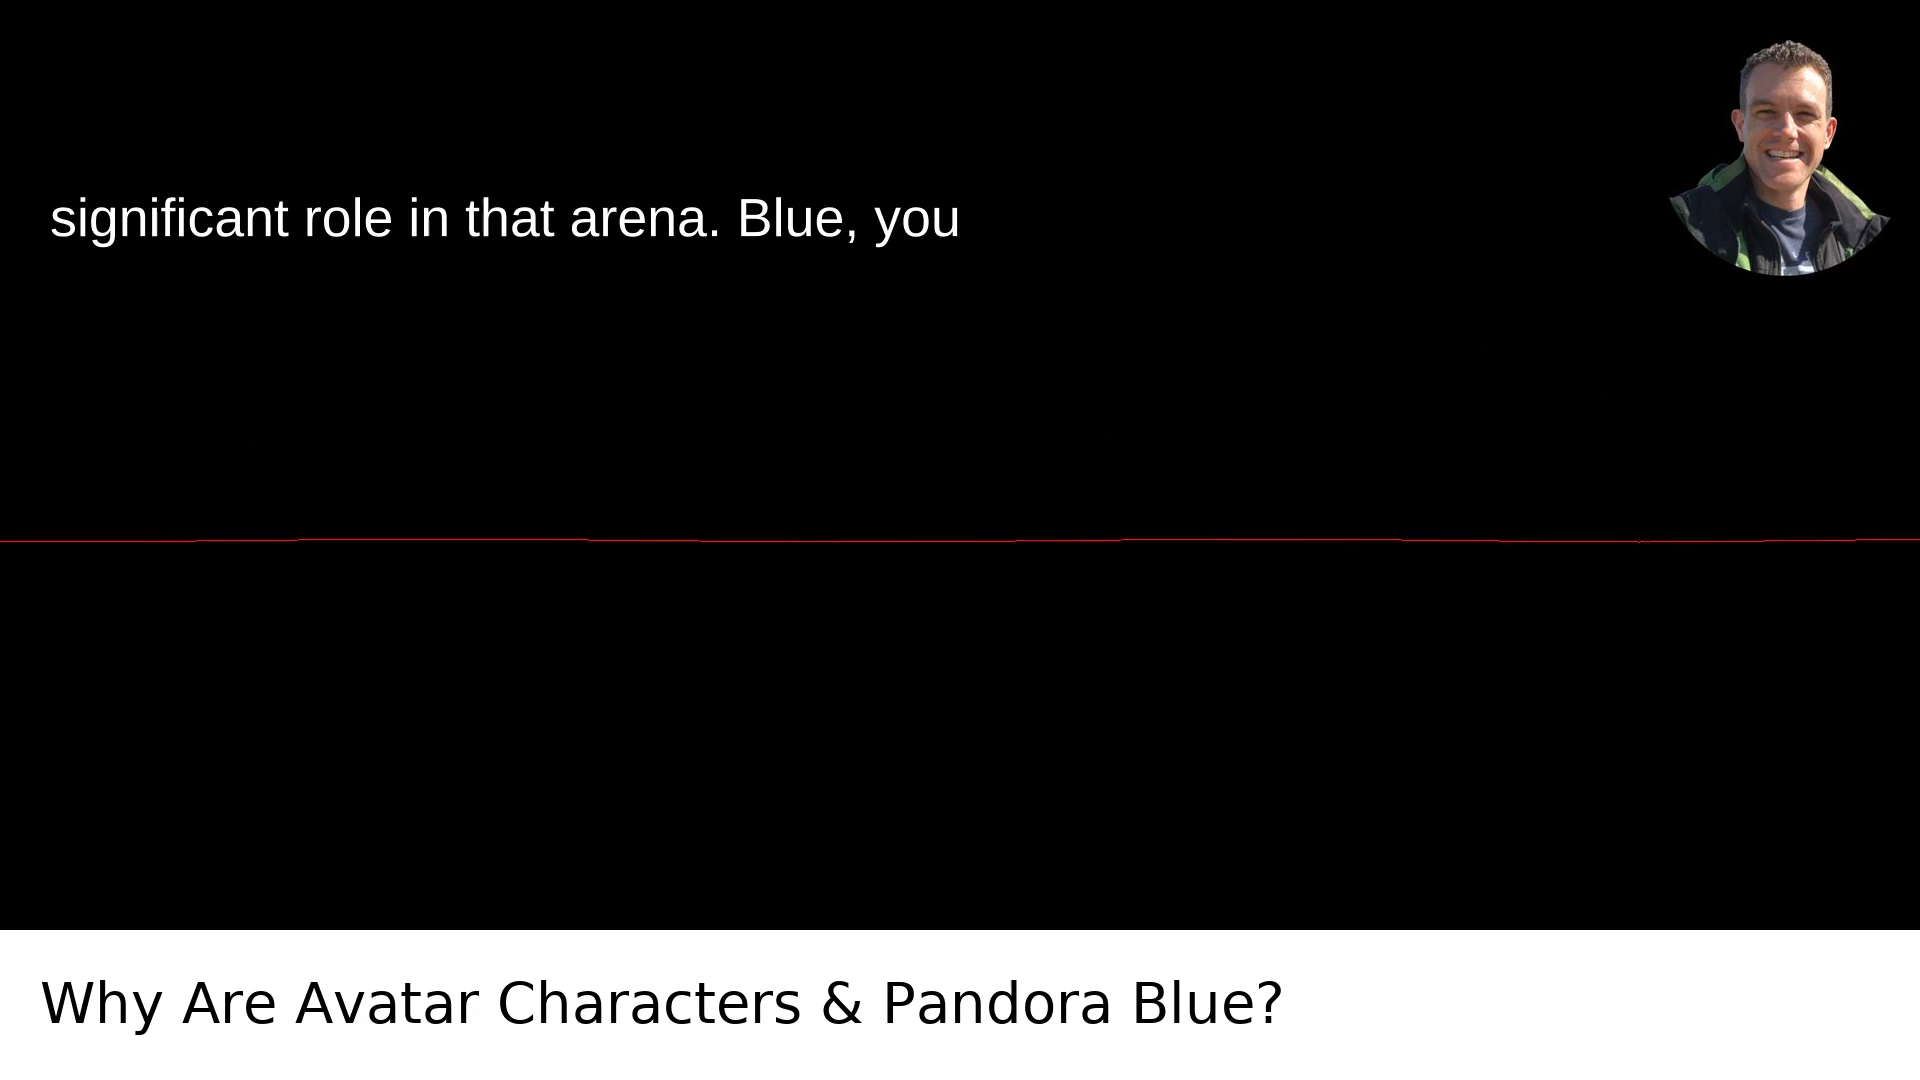 significant role in that arena. Blue, you
Why Are Avatar Characters & Pandora Blue?